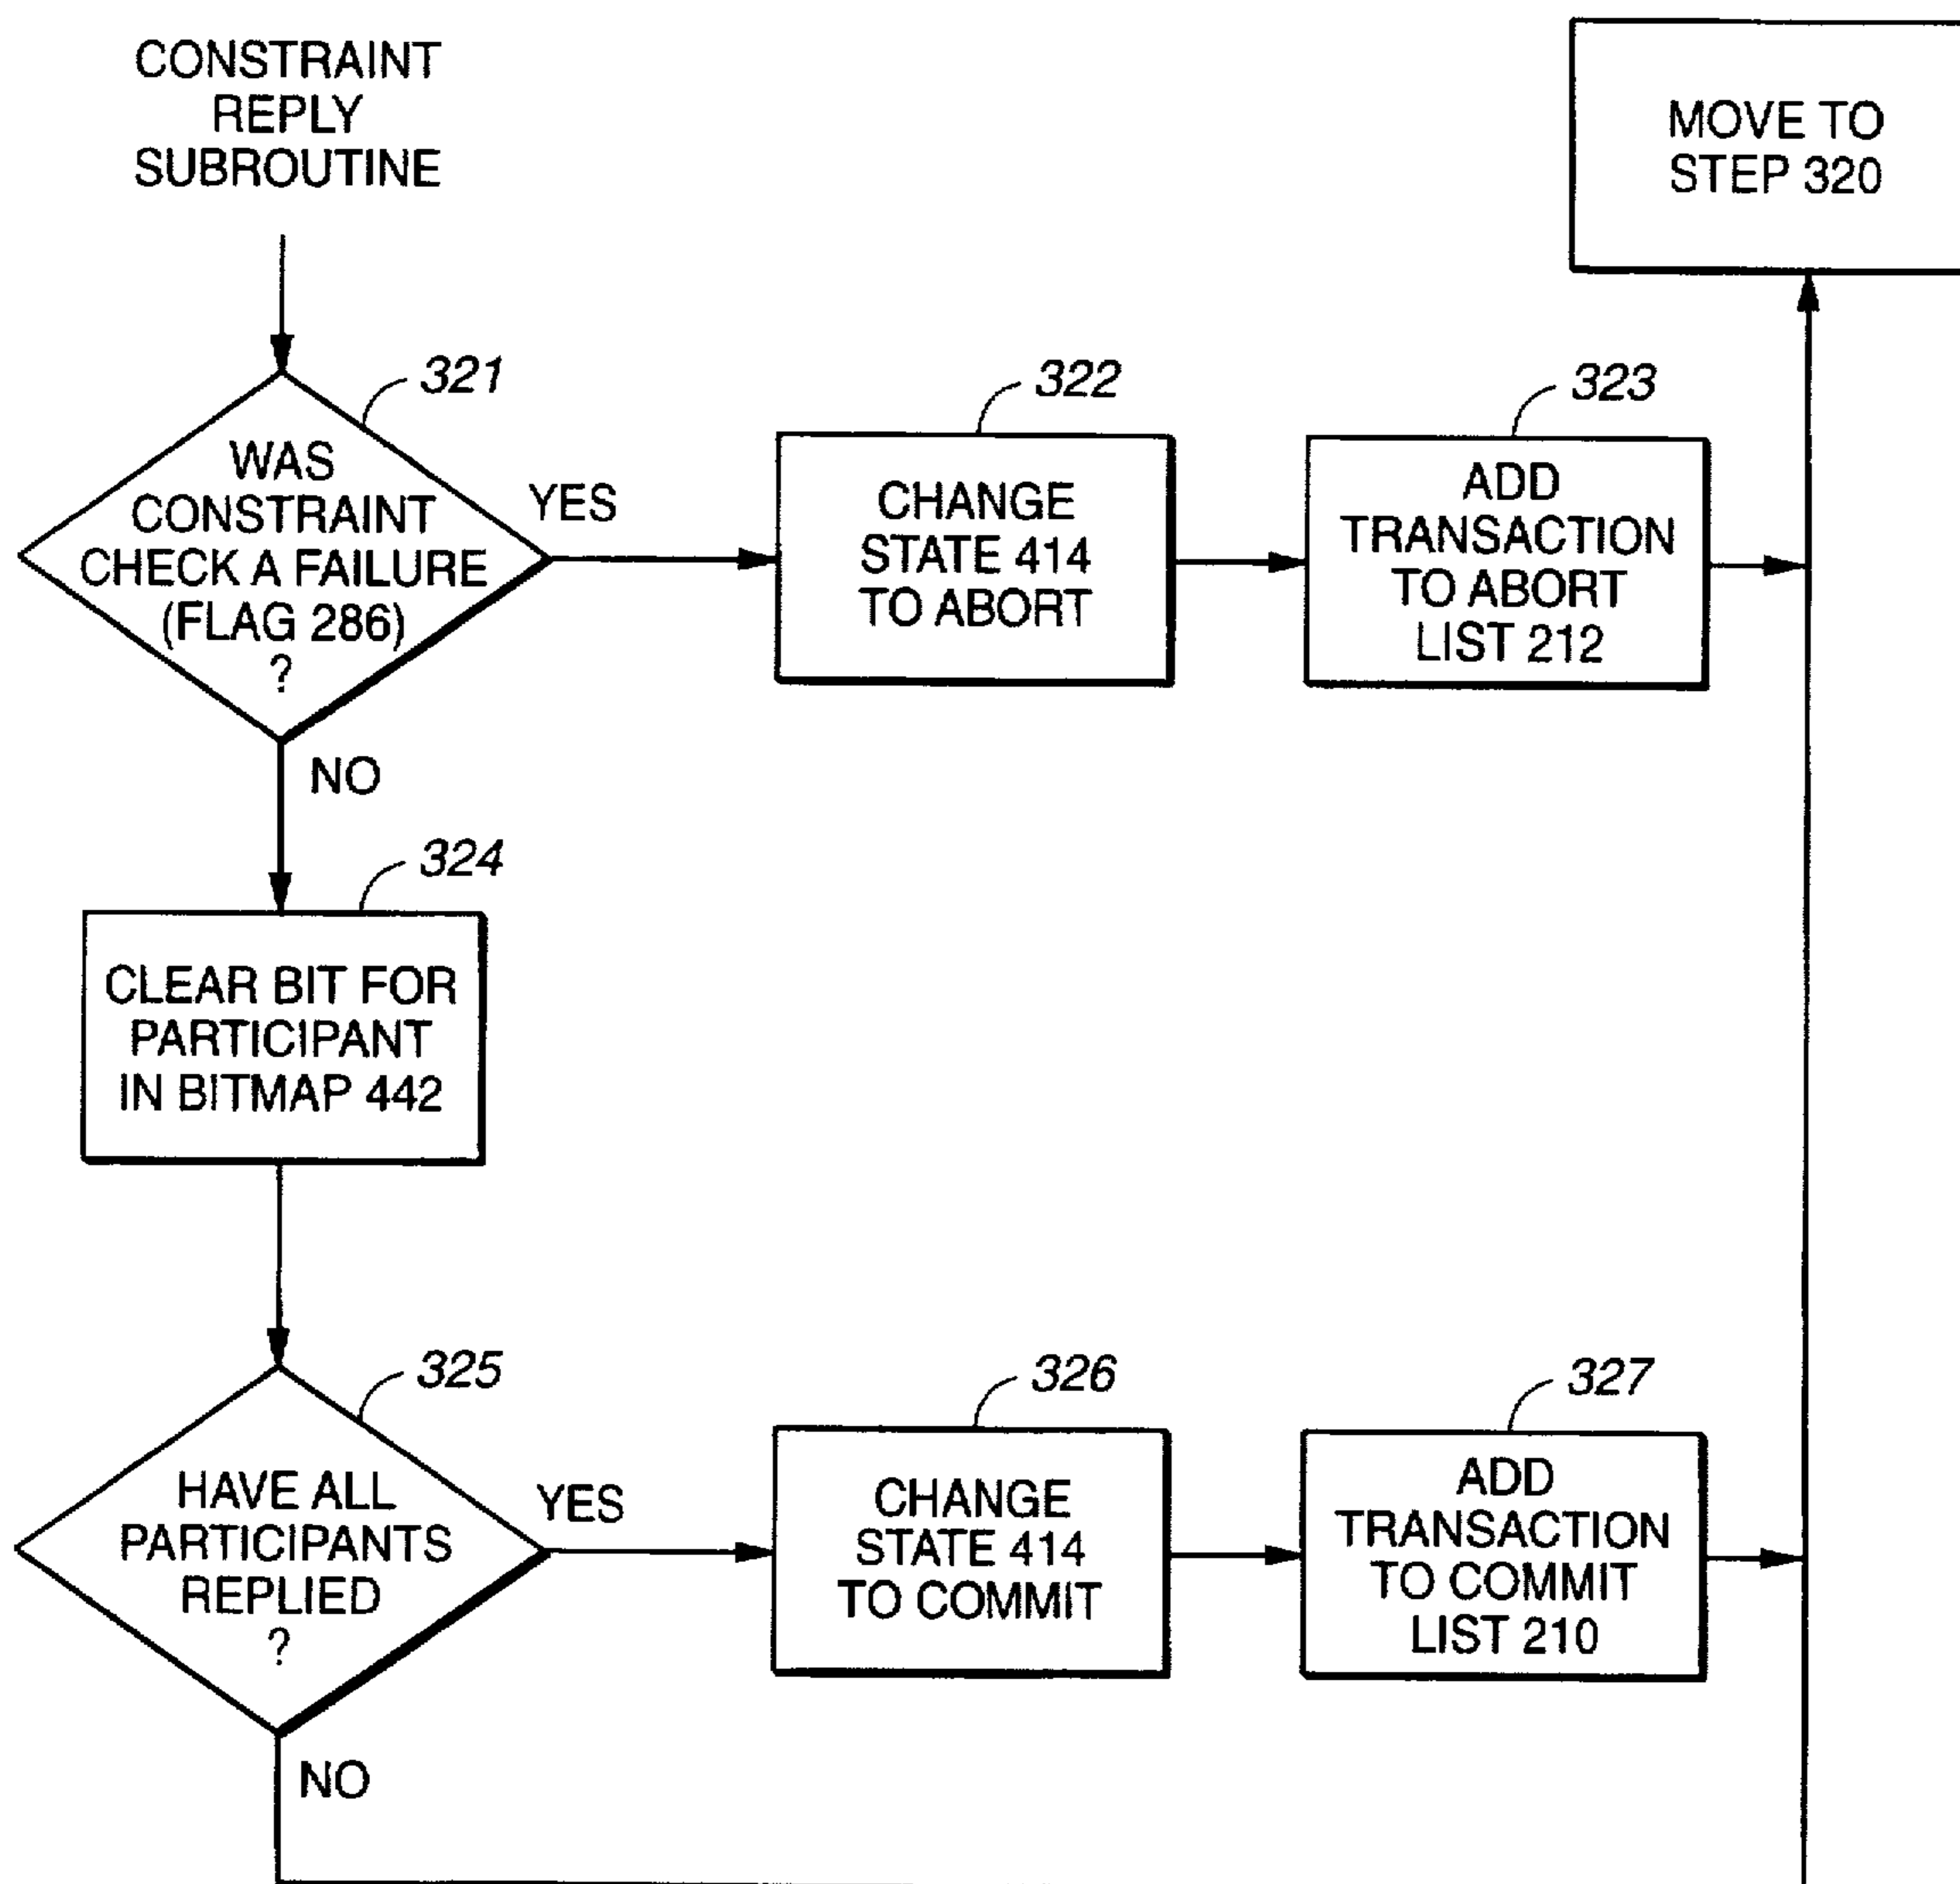 CONSTRAINT
REPLY
SUBROUTINE
MOVE TO
STEP 320
321
WAS
CONSTRAINT
CHECK A FAILURE
(FLAG 286)
?
YES
322
CHANGE
STATE 414
TO ABORT
323
ADD
TRANSACTION
TO ABORT
LIST 212
NO
324
CLEAR BIT FOR
PARTICIPANT
IN BITMAP 442
325
HAVE ALL
PARTICIPANTS
REPLIED
?
YES
326
CHANGE
STATE 414
TO COMMIT
327
ADD
TRANSACTION
TO COMMIT
LIST 210
NO